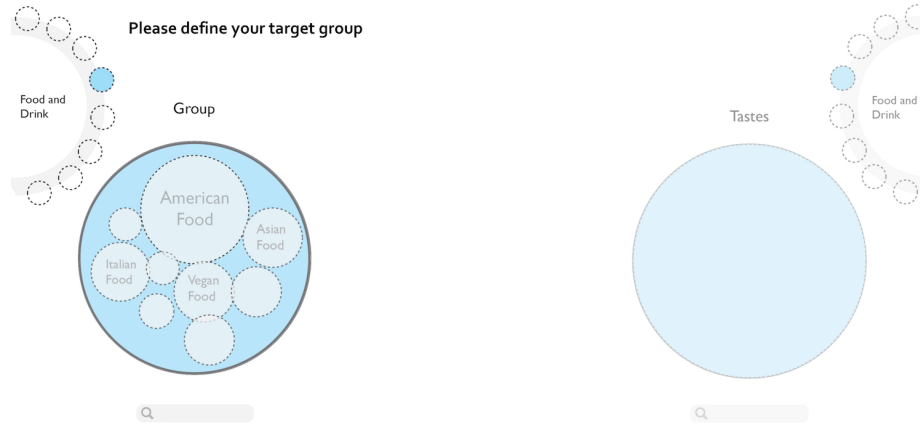 Please define your target group
Food and
Drink
Group
American
Food
Asian
Food
Italian
Food
Vegan
Food
Tastes
Food and
Drink